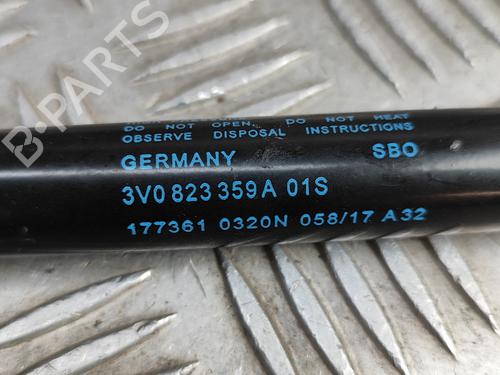 DO NOT OPEN. DO NOT HEAT
OBSERVE DISPOSAL INSTRUCTIONS
GERMANY SBO
3V0 823 359 A 01S
177361 0320N 058/17 A 32
B-PARTS